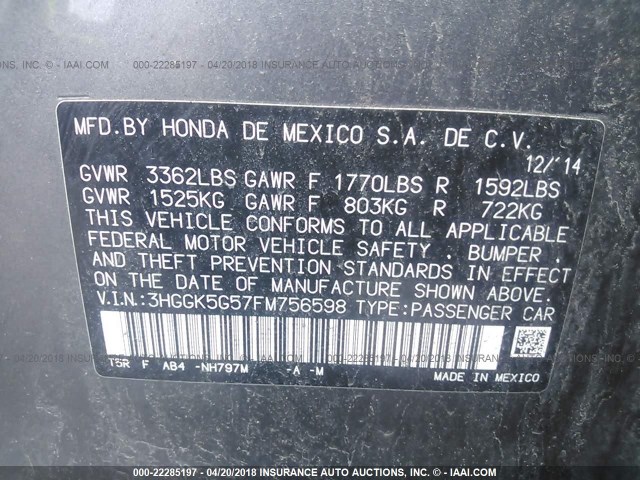 000-22285197 - 04/20/2018 INSURANCE AUTO AUCTIONS, INC. - IAAI.COM
MFD.BY HONDA DE MEXICO S.A. DE C.V.
12/'14
GVWR 3362LBS GAWR F 1770LBS R 1592LBS
GVWR 1525KG GAWR F 803KG R 722KG
THIS VEHICLE CONFORMS TO ALL APPLICABLE
FEDERAL MOTOR VEHICLE SAFETY , BUMPER ,
AND THEFT PREVENTION STANDARDS IN EFFECT
ON THE DATE OF MANUFACTURE SHOWN ABOVE.
V.I.N.:3HGGK5G57FM756598 TYPE:PASSENGER CAR
T5R F AB4 -NH797M -A -M
MADE IN MEXICO
000-22285197 - 04/20/2018 INSURANCE AUTO AUCTIONS, INC. - IAAI.COM